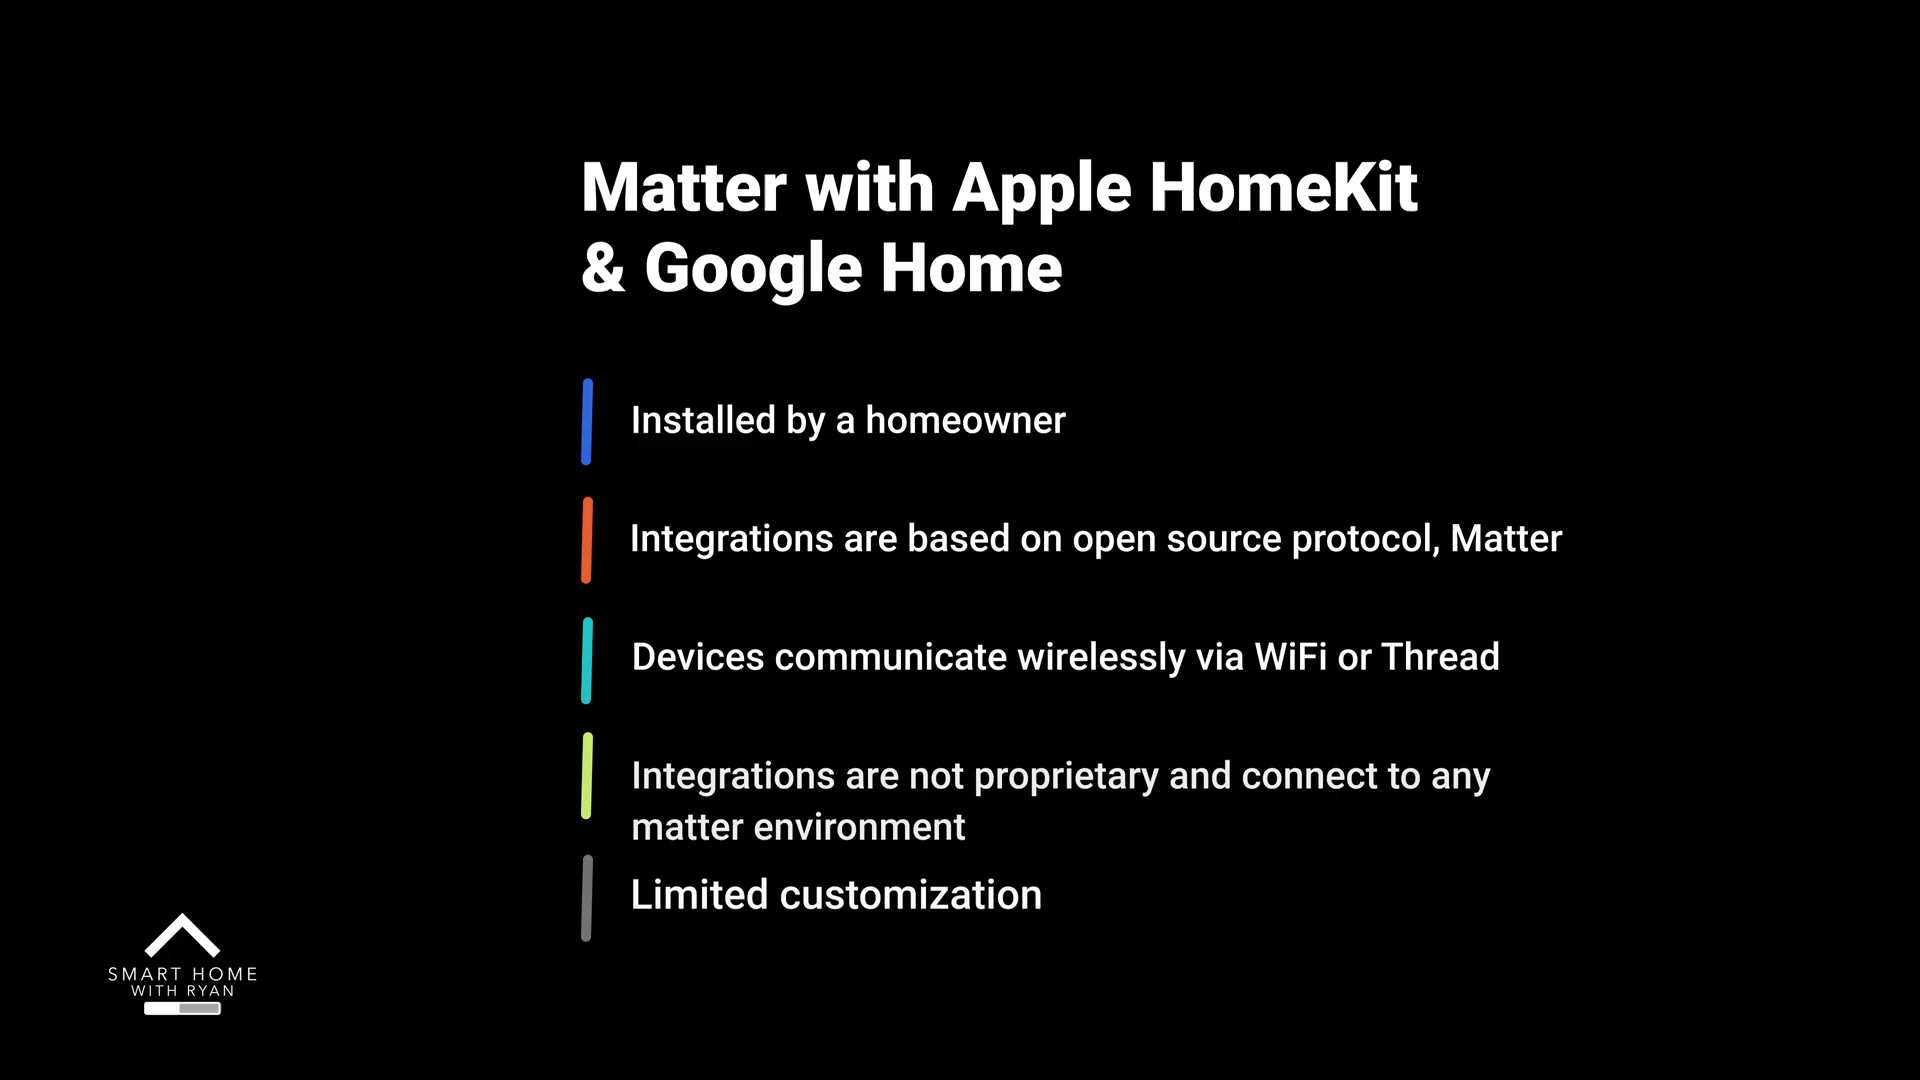 Matter with Apple HomeKit
& Google Home
Installed by a homeowner
Integrations are based on open source protocol, Matter
Devices communicate wirelessly via WiFi or Thread
Integrations are not proprietary and connect to any
matter environment
Limited customization
SMART HOME
WITH RYAN